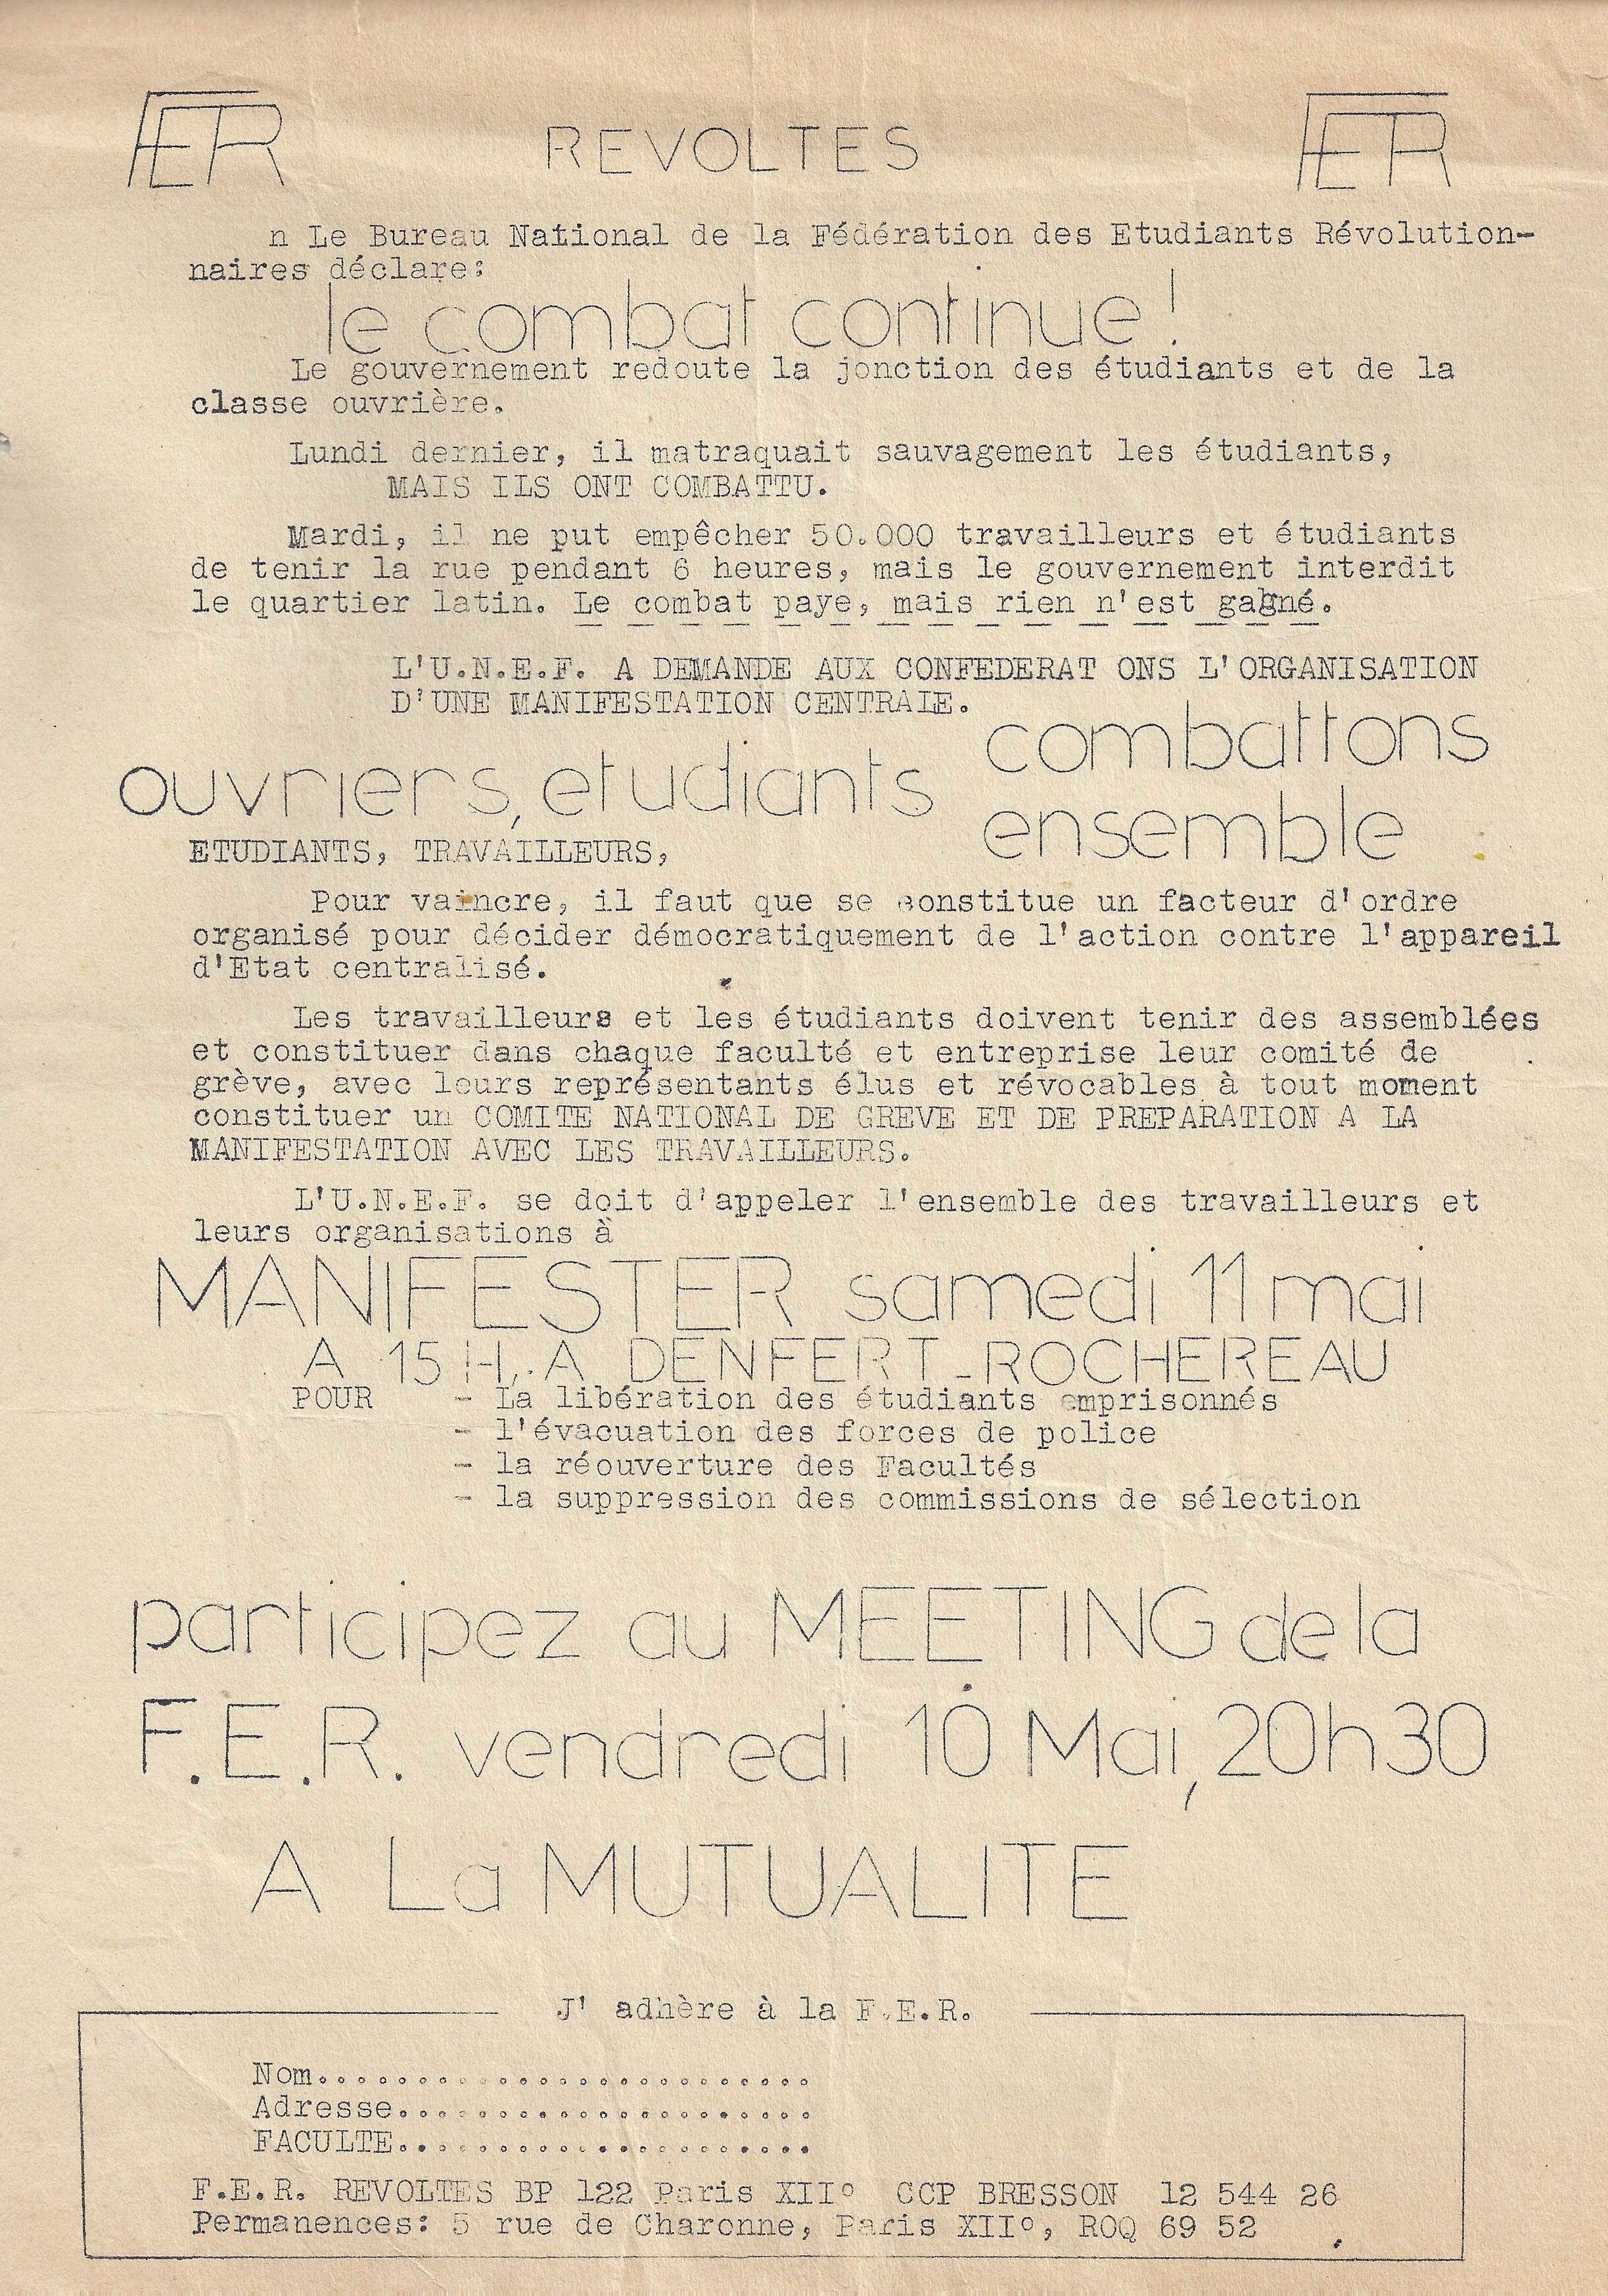 FER REVOLTES FER
n Le Bureau National de la Fédération des Etudiants Révolution-
naires déclare:
le combat continue !
Le gouvernement redoute la jonction des étudiants et de la
classe ouvrière.
Lundi dernier, il matraquait sauvagement les étudiants,
MAIS ILS ONT COMBATTU.
Mardi, il ne put empêcher 50.000 travailleurs et étudiants
de tenir la rue pendant 6 heures, mais le gouvernement interdit
le quartier latin. Le combat paye, mais rien n'est gagné.
L'U.N.E.F. A DEMANDE AUX CONFEDERAT ONS L'ORGANISATION
D'UNE MANIFESTATION CENTRALE.
ouvriers, etudiants combattons
ensemble
ETUDIANTS, TRAVAILLEURS,
Pour vaincre, il faut que se constitue un facteur d'ordre
organisé pour décider démocratiquement de l'action contre l'appareil
d'Etat centralisé.
Les travailleurs et les étudiants doivent tenir des assemblées
et constituer dans chaque faculté et entreprise leur comité de
grève, avec leurs représentants élus et révocables à tout moment
constituer un COMITE NATIONAL DE GREVE ET DE PREPARATION A LA
MANIFESTATION AVEC LES TRAVAILLEURS.
L'U.N.E.F. se doit d'appeler l'ensemble des travailleurs et
leurs organisations à
MANIFESTER samedi 11 mai
A 15 H. A DENFERT-ROCHEREAU
POUR - La libération des étudiants emprisonnés
- l'évacuation des forces de police
- la réouverture des Facultés
- la suppression des commissions de sélection
participez au MEETING de la
F.E.R. vendredi 10 Mai, 20h30
A La MUTUALITE
J' adhère à la F.E.R.
Nom.........................
Adresse.....................
FACULTE.....................
F.E.R. REVOLTES BP 122 Paris XII° CCP BRESSON 12 544 26
Permanences: 5 rue de Charonne, Paris XII°, ROQ 69 52